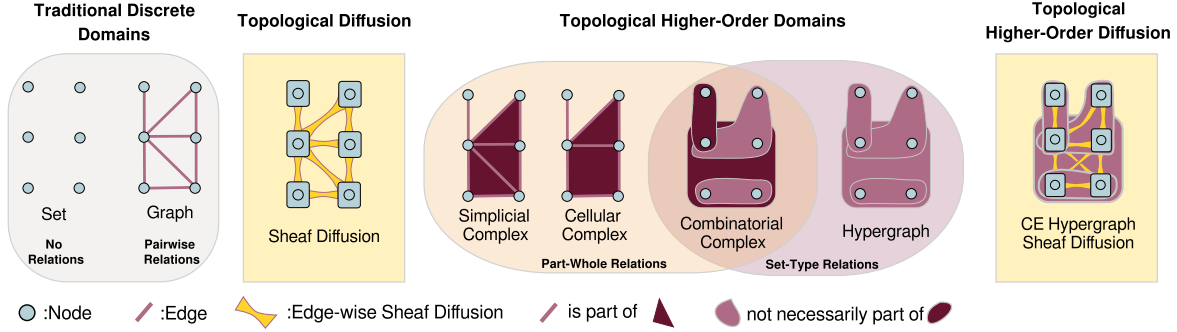 Traditional Discrete
Domains
Topological Diffusion
Topological Higher-Order Domains
Topological
Higher-Order Diffusion
Set
Graph
No
Relations
Pairwise
Relations
Sheaf Diffusion
Simplicial
Complex
Cellular
Complex
Combinatorial
Complex
Hypergraph
Part-Whole Relations
Set-Type Relations
CE Hypergraph
Sheaf Diffusion
:Node
:Edge
:Edge-wise Sheaf Diffusion
is part of
not necessarily part of